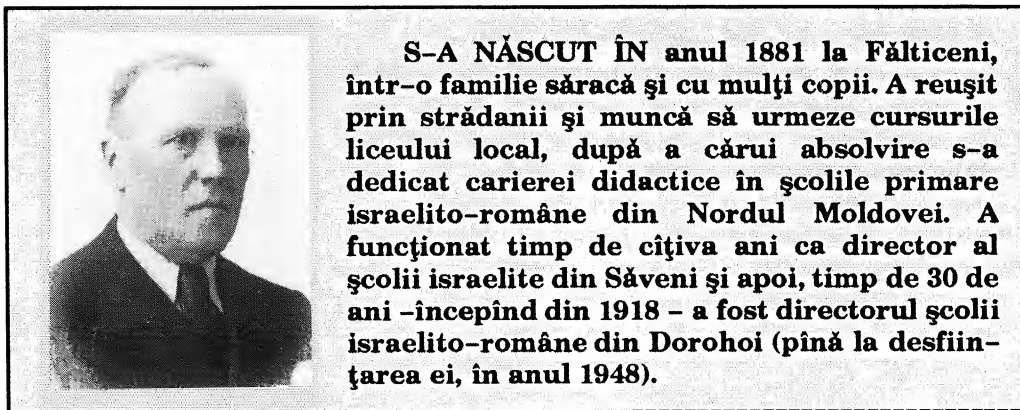 S-A NĂSCUT ÎN anul 1881 la Fălticeni,
într-o familie săracă şi cu mulţi copii. A reuşit
prin strădanii şi muncă să urmeze cursurile
liceului local, după a cărui absolvire s-a
dedicat carierei didactice în şcolile primare
israelito-române din Nordul Moldovei. A
funcţionat timp de cîţiva ani ca director al
şcolii israelite din Săveni şi apoi, timp de 30 de
ani -începînd din 1918 - a fost directorul şcolii
israelito-române din Dorohoi (pînă la desfiin-
ţarea ei, în anul 1948).